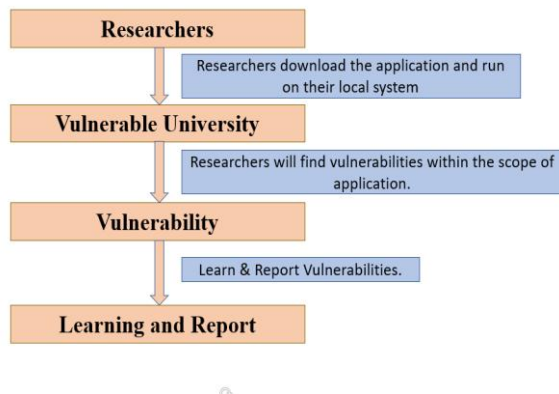 Researchers
Researchers download the application and run
on their local system
Vulnerable University
Researchers will find vulnerabilities within the scope of
application.
Vulnerability
Learn & Report Vulnerabilities.
Learning and Report